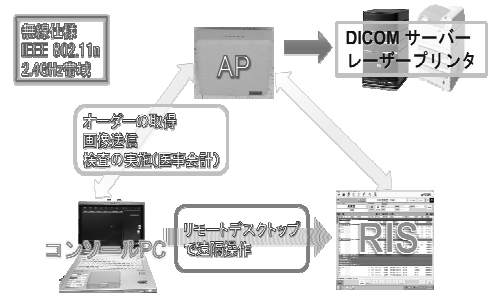 無線仕様
IEEE 802.11n
2.4GHz帯域
AP
DICOM サーバー
レーザープリンタ
オーダーの取得
画像送信
検査の実施(医事会計)
コンソールPC
リモートデスクトップ
で遠隔操作
RIS